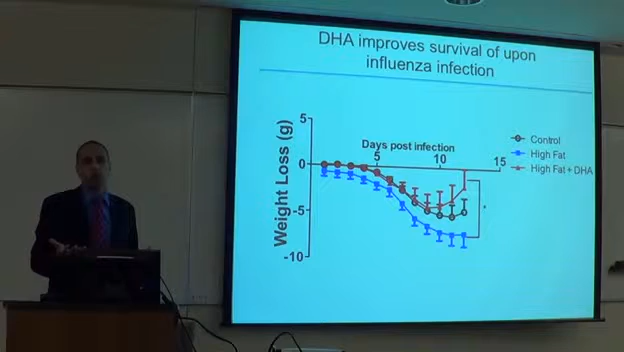 DHA improves survival of upon
influenza infection
Weight Loss (g)
5
0
-5
-10
Days post infection
5
10
15
Control
High Fat
High Fat + DHA
*